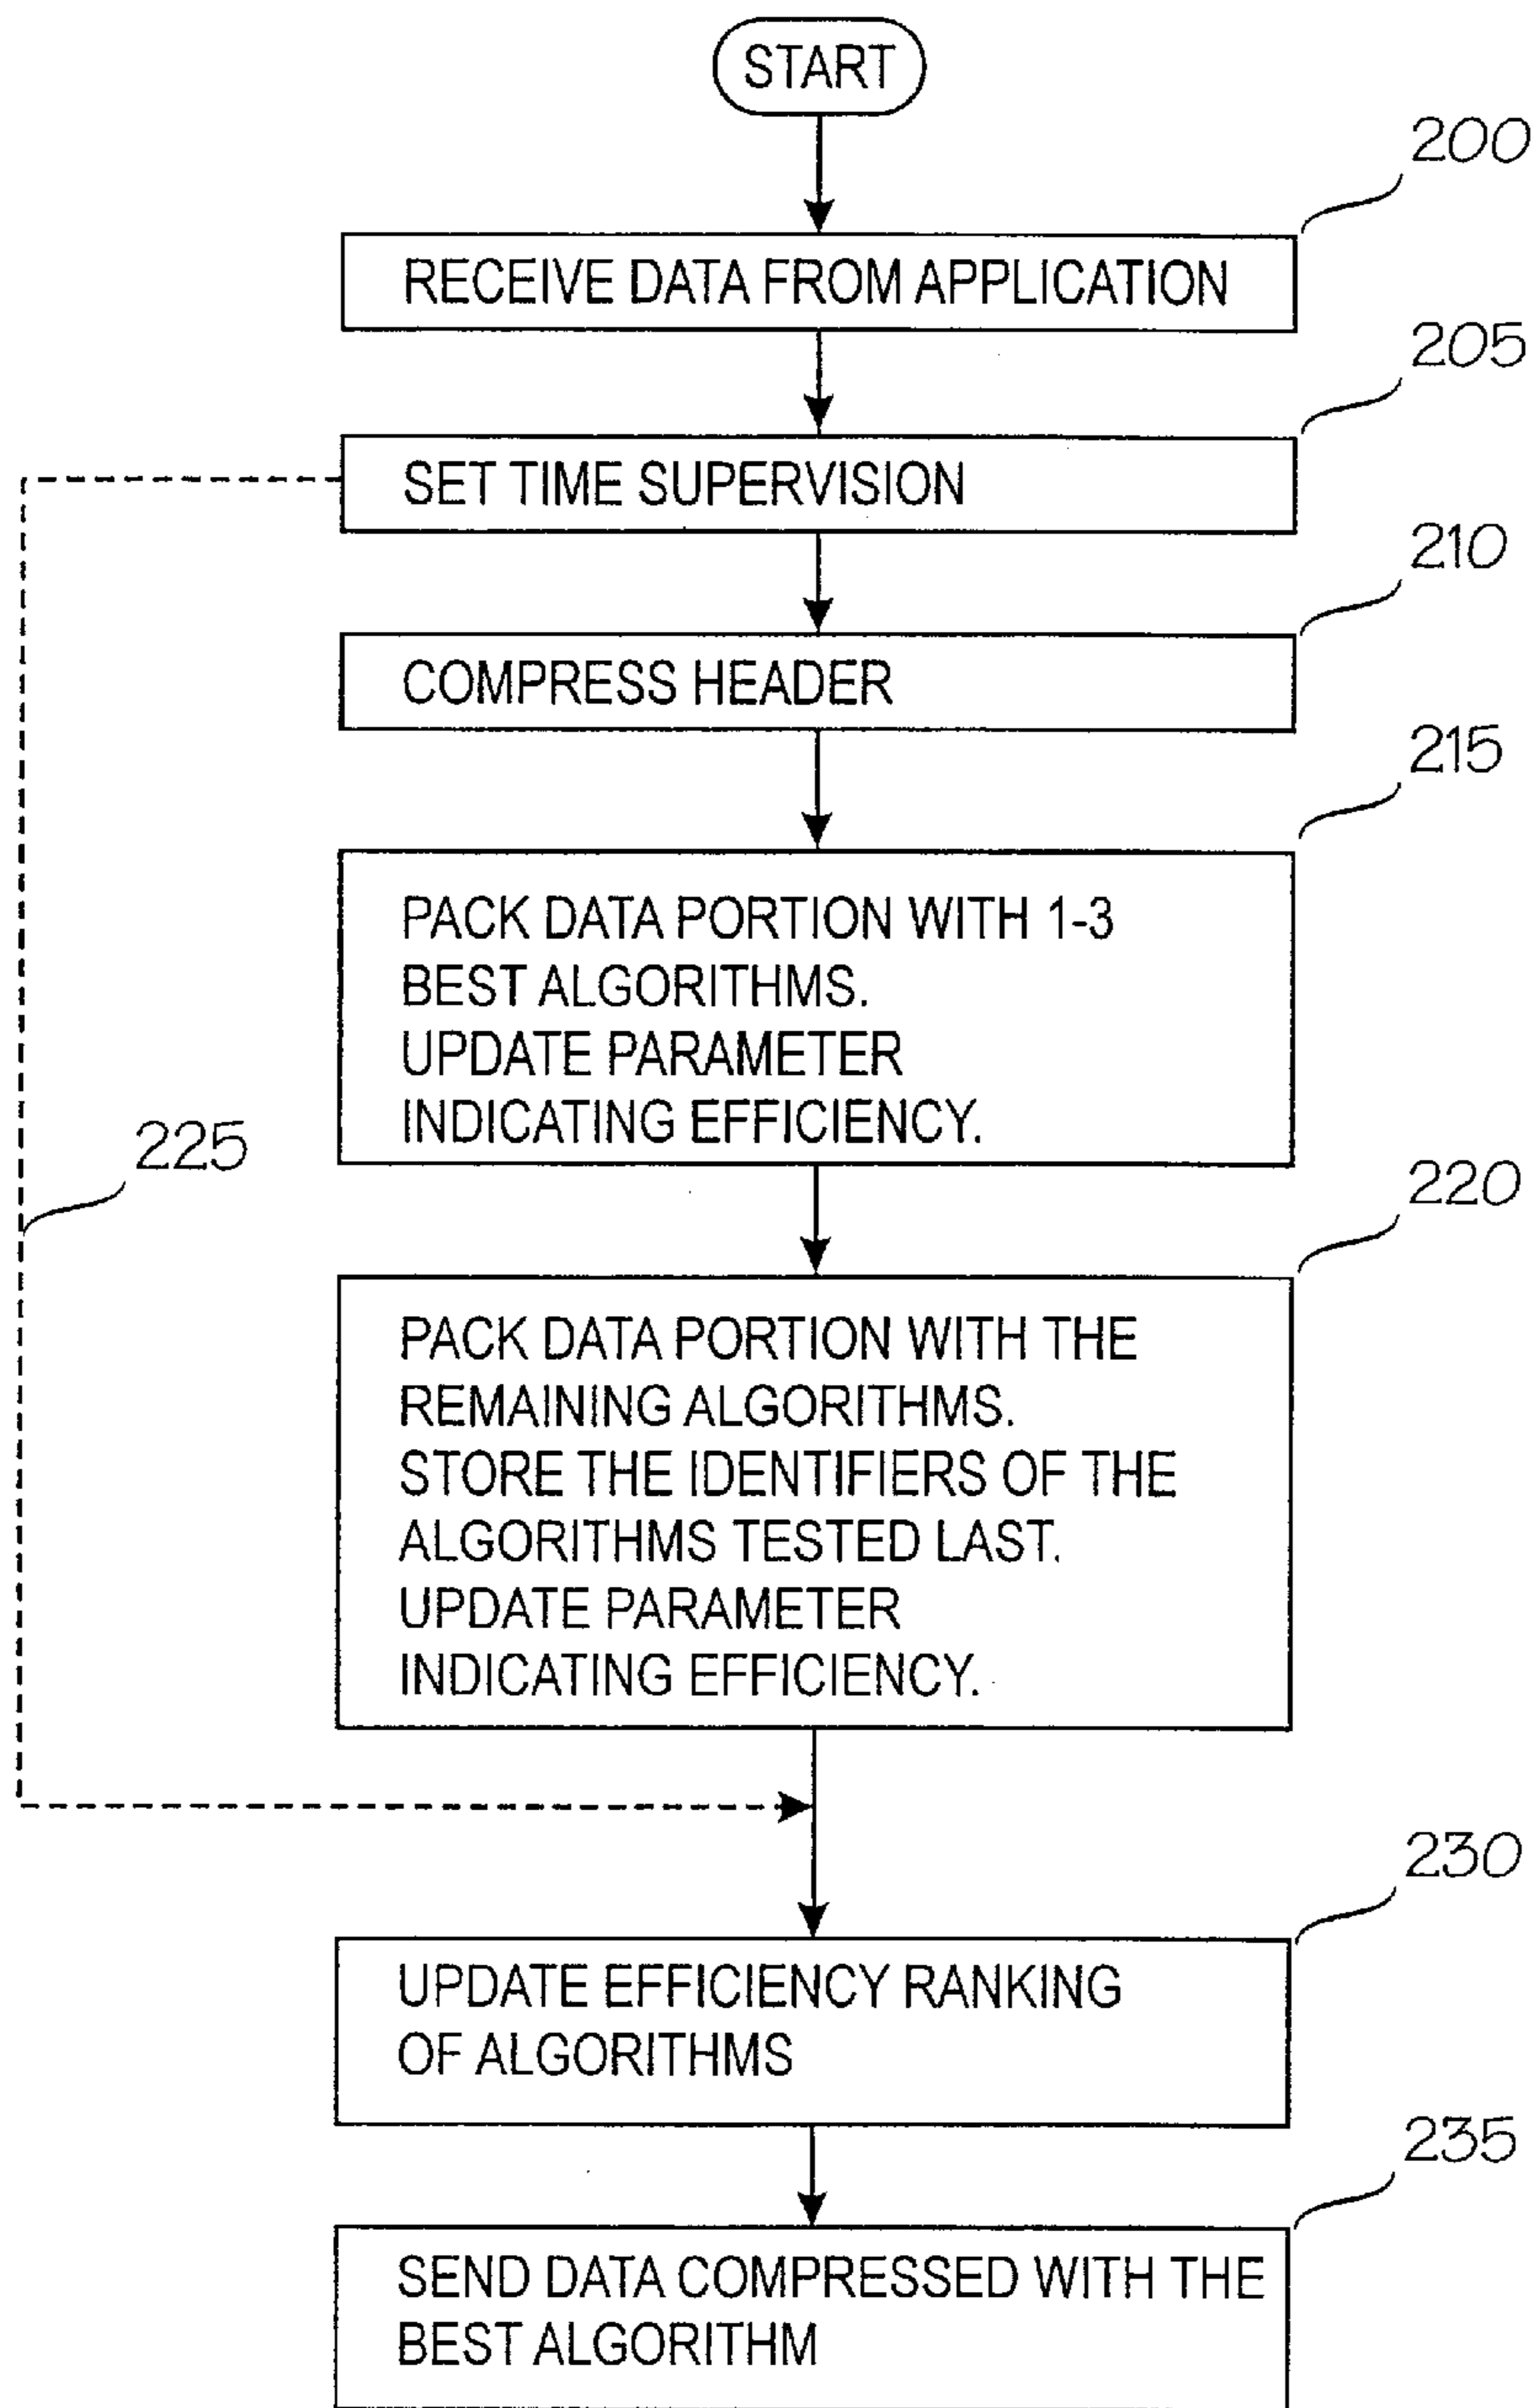 START
200
RECEIVE DATA FROM APPLICATION
205
SET TIME SUPERVISION
210
COMPRESS HEADER
215
PACK DATA PORTION WITH 1-3
BEST ALGORITHMS.
UPDATE PARAMETER
INDICATING EFFICIENCY.
225
220
PACK DATA PORTION WITH THE
REMAINING ALGORITHMS.
STORE THE IDENTIFIERS OF THE
ALGORITHMS TESTED LAST.
UPDATE PARAMETER
INDICATING EFFICIENCY.
230
UPDATE EFFICIENCY RANKING
OF ALGORITHMS
235
SEND DATA COMPRESSED WITH THE
BEST ALGORITHM